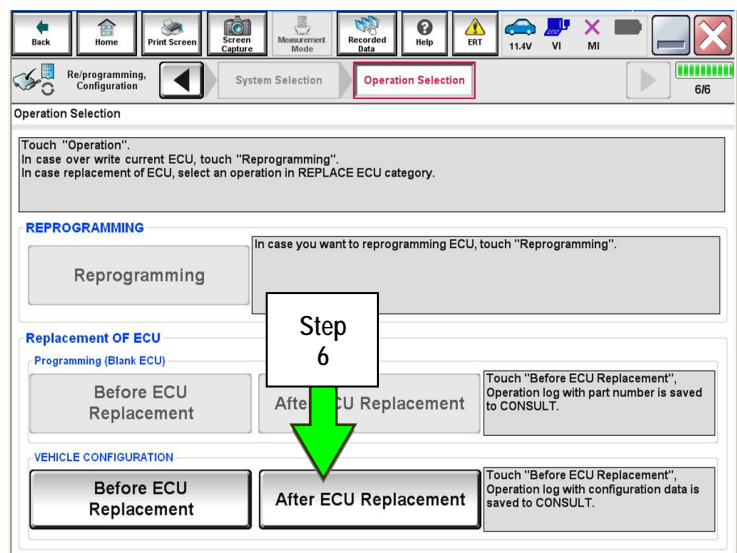 Back
Home
Print Screen
Screen
Capture
Measurement
Mode
Recorded
Data
Help
ERT
11.4V
VI
MI
Re/programming,
Configuration
System Selection
Operation Selection
6/6
Operation Selection
Touch "Operation".
In case over write current ECU, touch "Reprogramming".
In case replacement of ECU, select an operation in REPLACE ECU category.
REPROGRAMMING
Reprogramming
In case you want to reprogramming ECU, touch "Reprogramming".
Step
6
Replacement OF ECU
Programming (Blank ECU)
Before ECU
Replacement
After ECU Replacement
Touch "Before ECU Replacement",
Operation log with part number is saved
to CONSULT.
VEHICLE CONFIGURATION
Before ECU
Replacement
After ECU Replacement
Touch "Before ECU Replacement",
Operation log with configuration data is
saved to CONSULT.